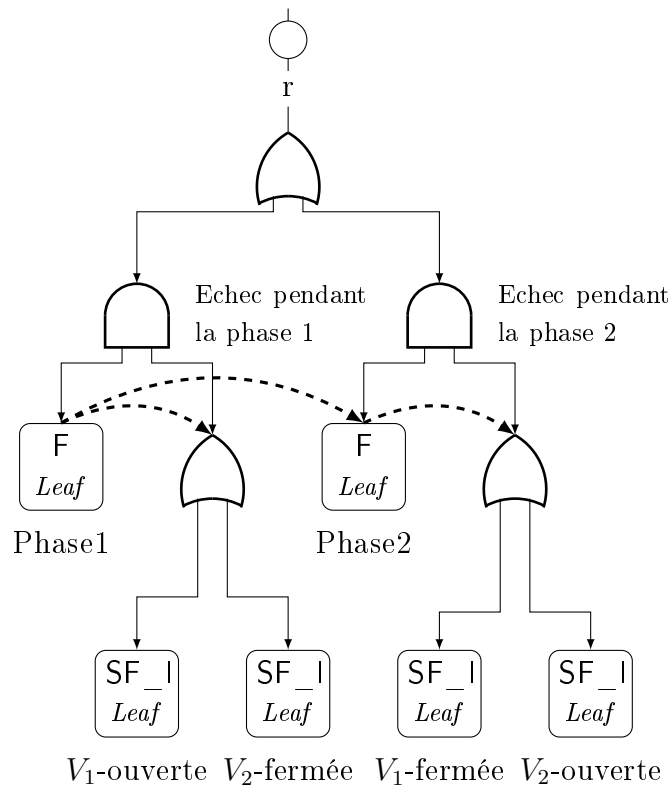 r
Echec pendant
la phase 1
Echec pendant
la phase 2
F
Leaf
Phase1
F
Leaf
Phase2
SF_I
Leaf
V₁-ouverte
SF_I
Leaf
V₂-fermée
SF_I
Leaf
V₁-fermée
SF_I
Leaf
V₂-ouverte